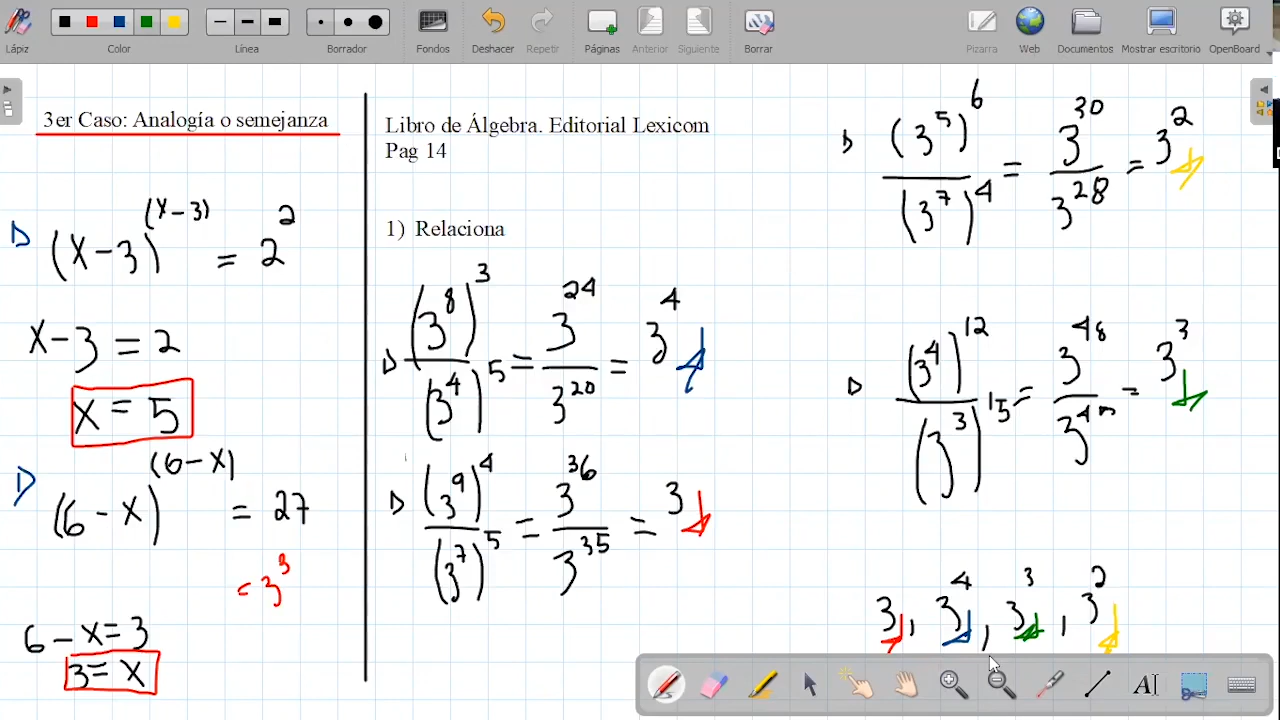 Lápiz Color Línea Borrador Fondos Deshacer Repetir Páginas Anterior Siguiente Borrar Pizarra Web Documentos Mostrar escritorio OpenBoard
3er Caso: Analogía o semejanza
(x-3)^(x-3) = 2^2
x-3 = 2
x = 5
(6-x)^(6-x) = 27
= 3^3
6-x=3
3=x
Libro de Álgebra. Editorial Lexicom
Pag 14
1) Relaciona
(3^8)^3/(3^4)^5 = 3^24/3^20 = 3^4
(3^9)^4/(3^7)^5 = 3^36/3^35 = 3
(3^5)^6/(3^7)^4 = 3^30/3^28 = 3^2
(3^4)^12/(3^3)^15 = 3^48/3^45 = 3^3
3, 3^4, 3^3, 3^2